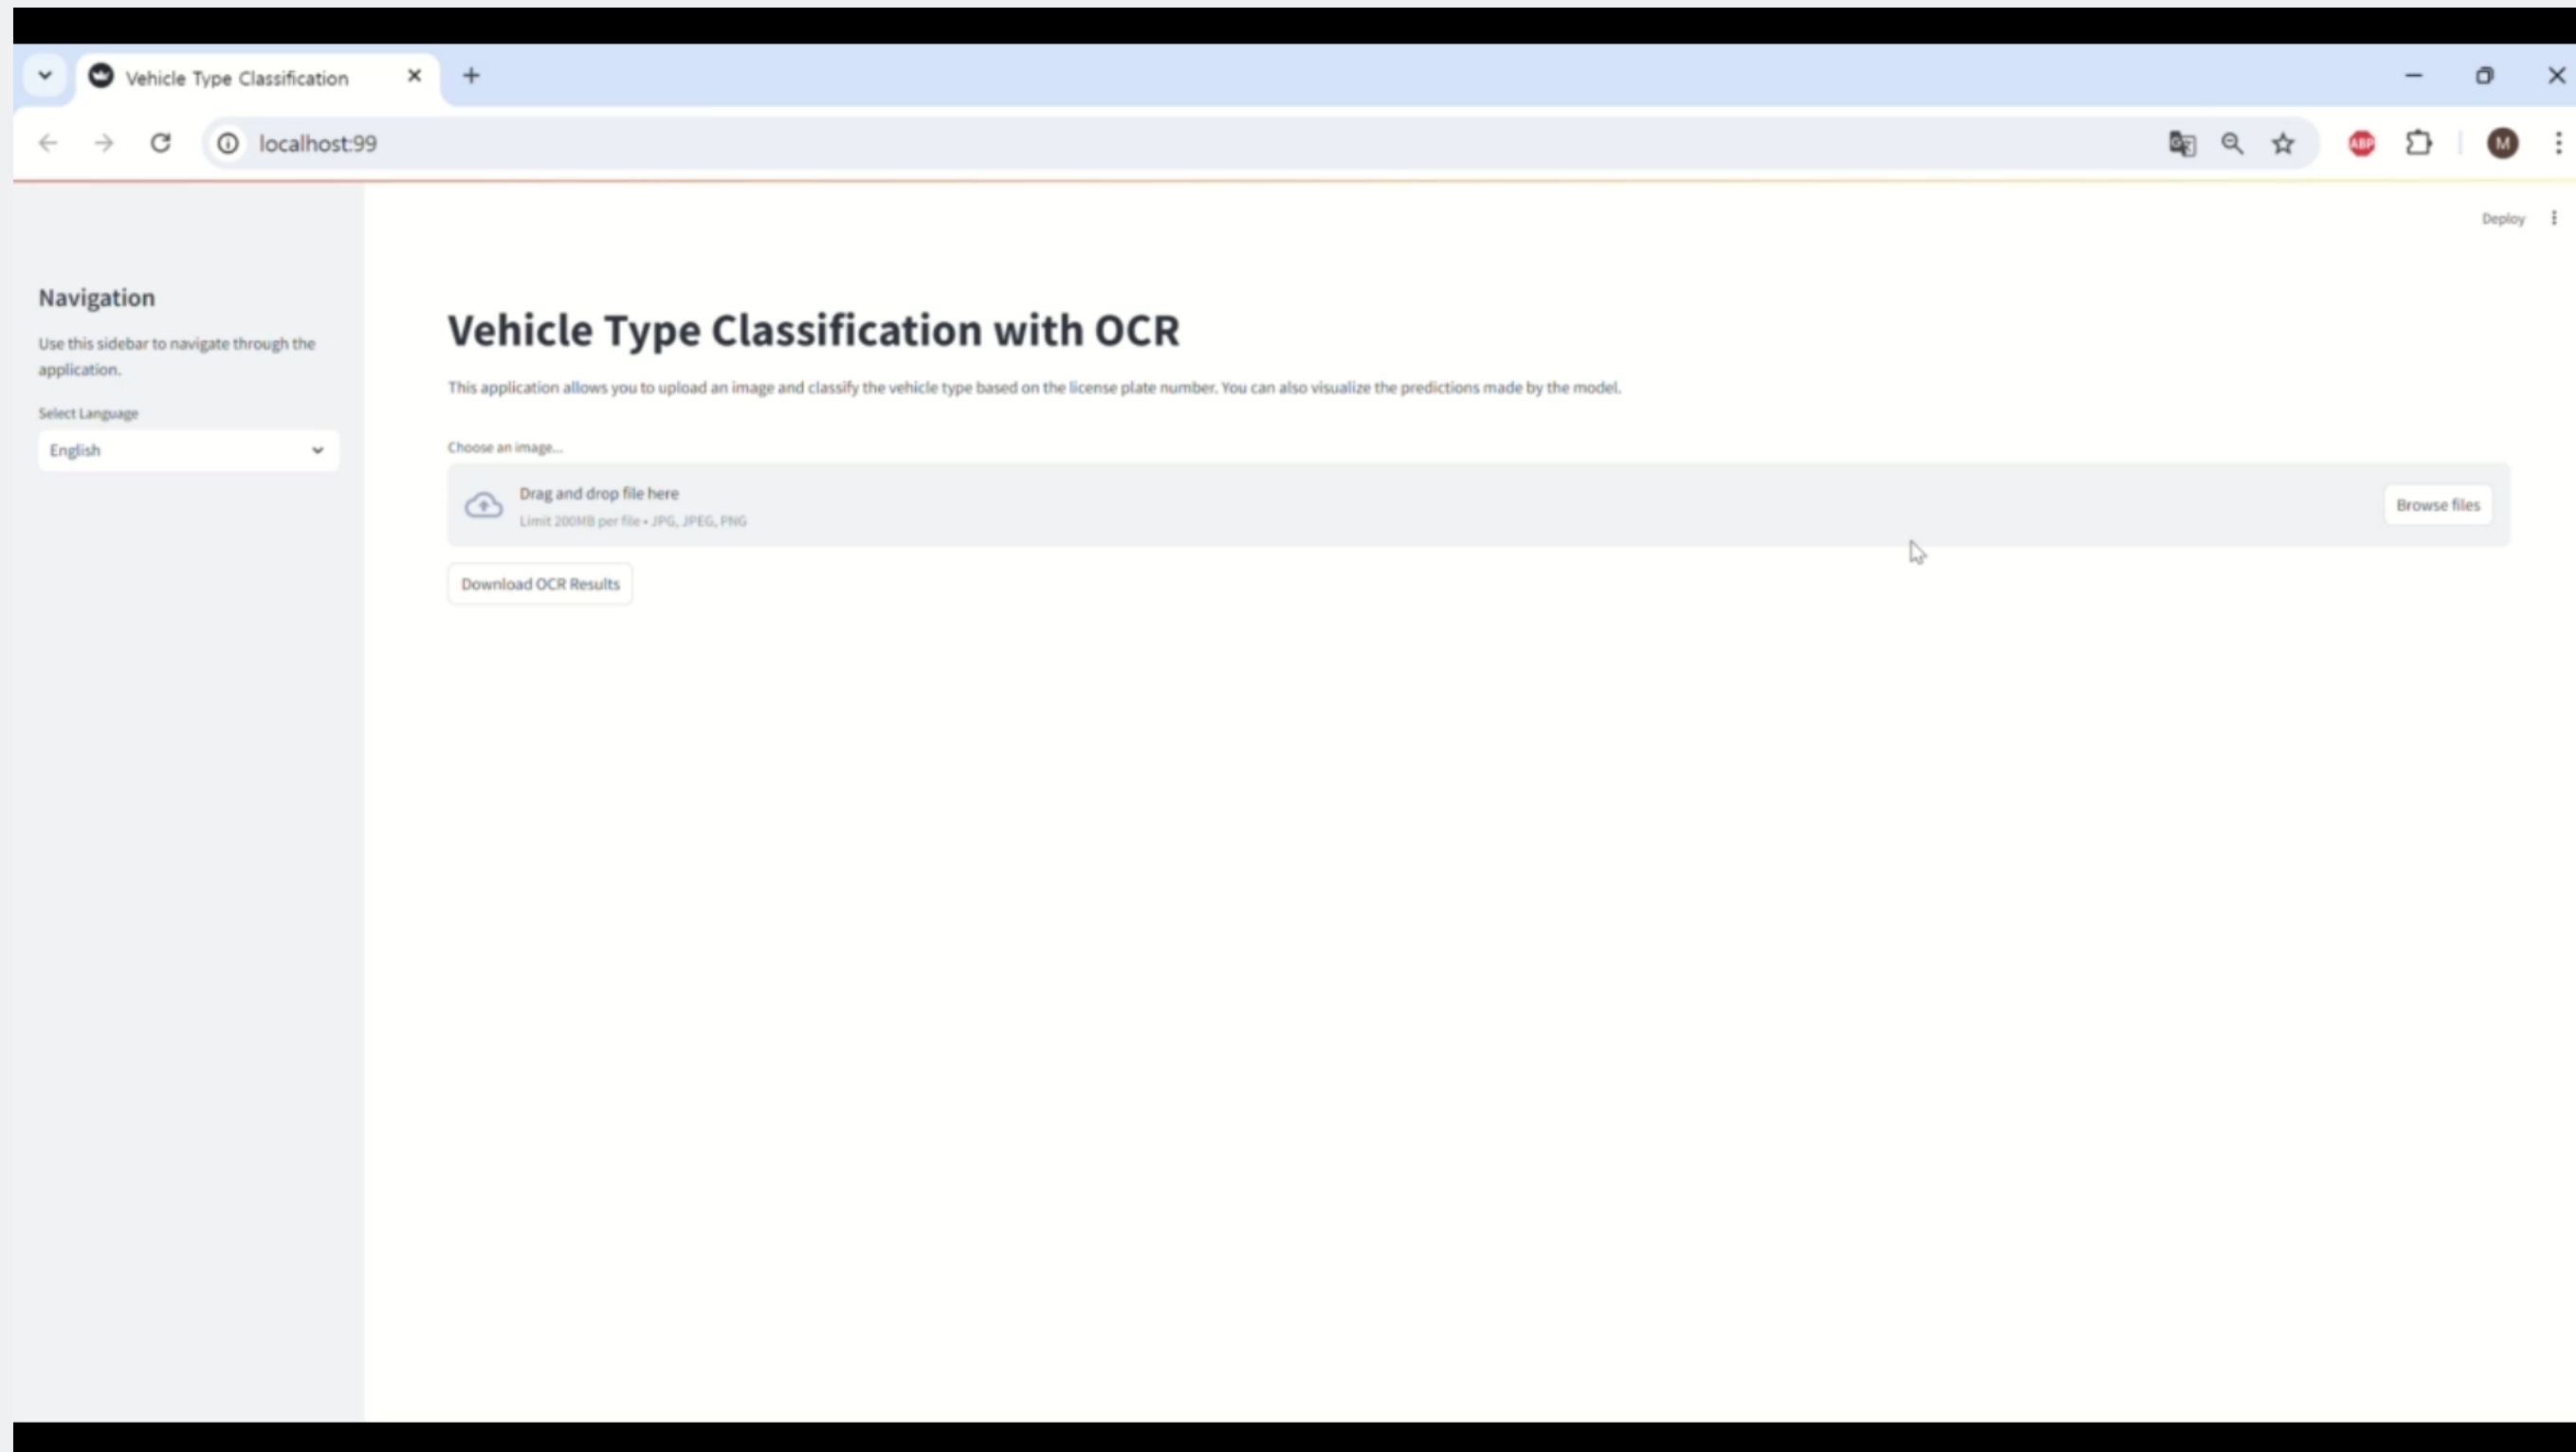 Vehicle Type Classification
localhost:99
ABP
M
Deploy
Navigation
Use this sidebar to navigate through the
application.
Select Language
English
Vehicle Type Classification with OCR
This application allows you to upload an image and classify the vehicle type based on the license plate number. You can also visualize the predictions made by the model.
Choose an image...
Drag and drop file here
Limit 200MB per file • JPG, JPEG, PNG
Browse files
Download OCR Results